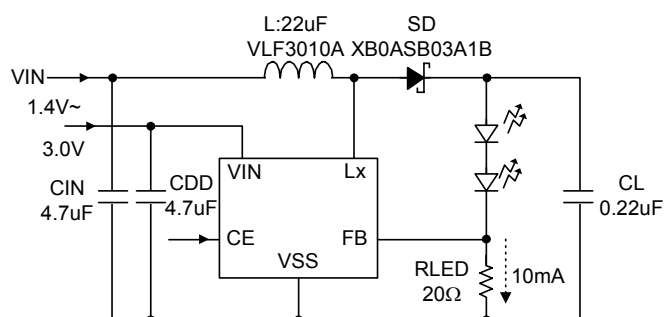 L:22uF
VLF3010A
SD
XB0ASB03A1B
VIN
1.4V~
3.0V
VIN
Lx
CIN
4.7uF
CDD
4.7uF
CE
FB
VSS
RLED
20Ω
10mA
CL
0.22uF